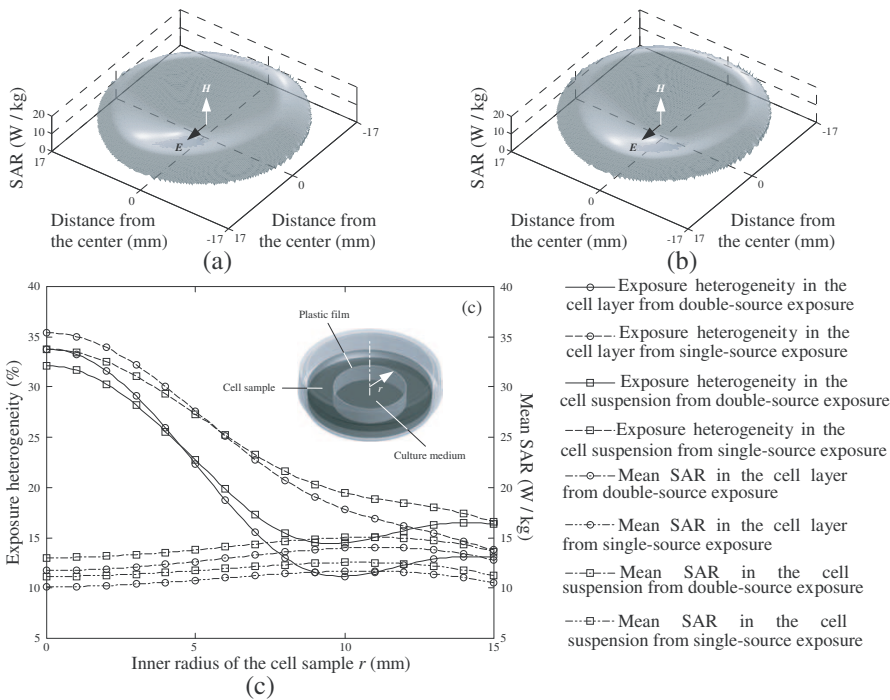 SAR (W / kg)
20
10
0
17
0
-17
17
0
-17
H
E
Distance from
the center (mm)
Distance from
the center (mm)
(a)
SAR (W / kg)
20
10
0
17
0
-17
17
0
-17
H
E
Distance from
the center (mm)
Distance from
the center (mm)
(b)
Exposure heterogeneity (%)
40
35
30
25
20
15
10
5
0
5
10
15
Inner radius of the cell sample r (mm)
(c)
Plastic film
Cell sample
r
Culture medium
(c)
40
35
30
25
20
15
10
5
Mean SAR (W / kg)
Exposure heterogeneity in the
cell layer from double-source exposure
Exposure heterogeneity in the
cell layer from single-source exposure
Exposure heterogeneity in the
cell suspension from double-source exposure
Exposure heterogeneity in the
cell suspension from single-source exposure
Mean SAR in the cell layer
from double-source exposure
Mean SAR in the cell layer
from single-source exposure
Mean SAR in the cell
suspension from double-source exposure
Mean SAR in the cell
suspension from single-source exposure